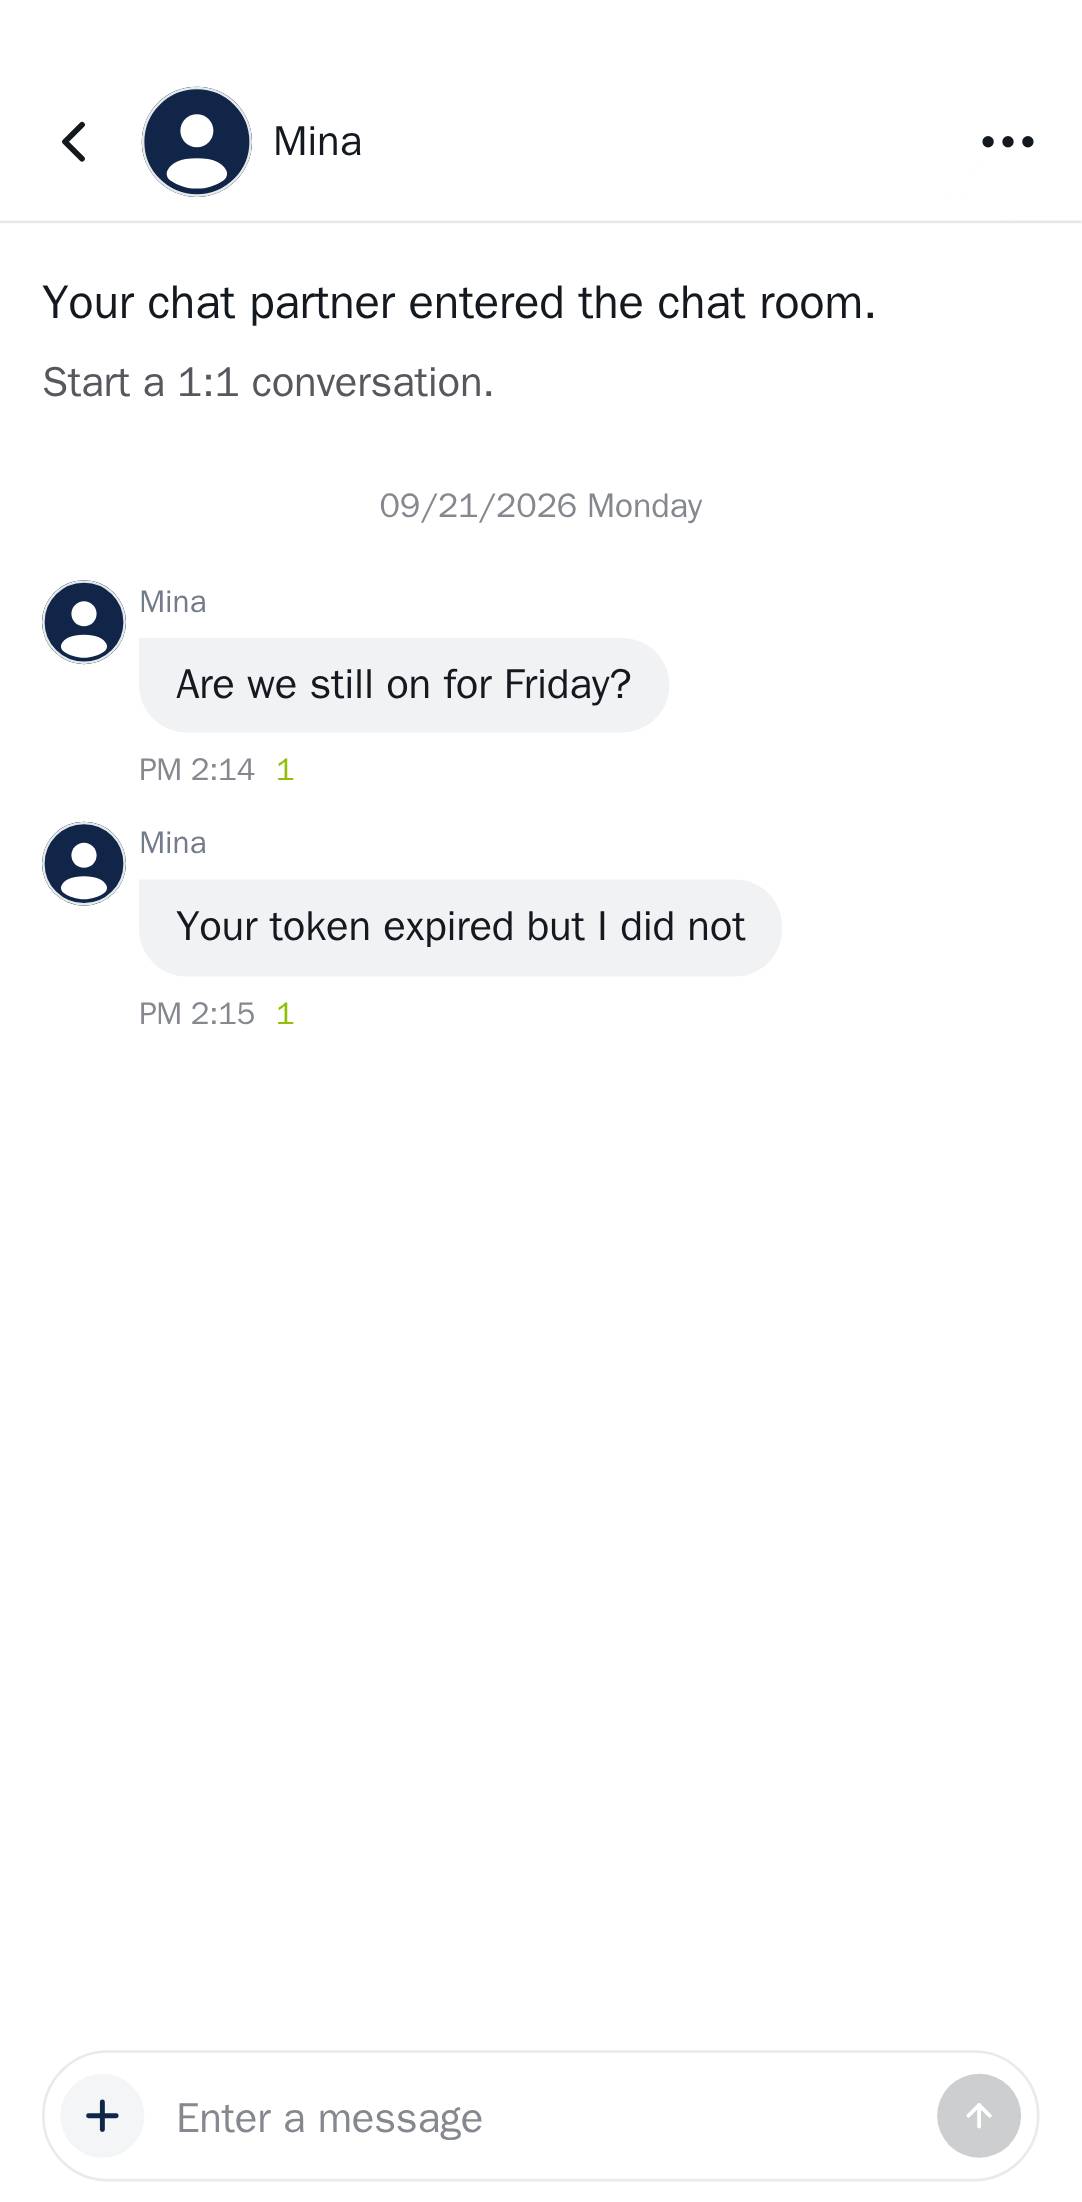 Mina
Your chat partner entered the chat room.
Start a 1:1 conversation.
09/21/2026 Monday
Mina
Are we still on for Friday?
PM 2:14 1
Mina
Your token expired but I did not
PM 2:15 1
Enter a message